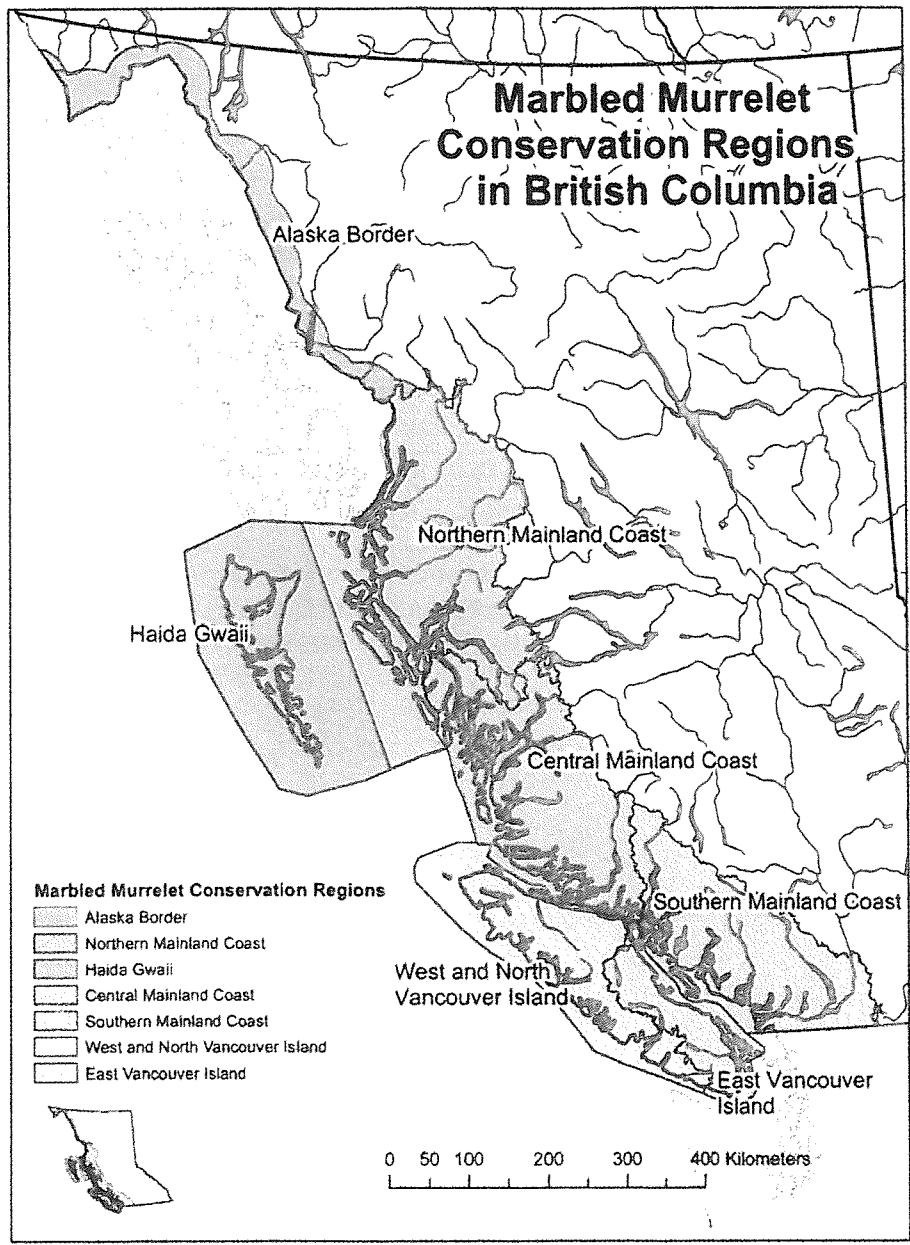 Marbled Murrelet
Conservation Regions
in British Columbia
Alaska Border
Northern Mainland Coast
Haida Gwaii
Central Mainland Coast
Southern Mainland Coast
West and North
Vancouver Island
East Vancouver
Island
Marbled Murrelet Conservation Regions
Alaska Border
Northern Mainland Coast
Haida Gwaii
Central Mainland Coast
Southern Mainland Coast
West and North Vancouver Island
East Vancouver Island
0 50 100 200 300 400 Kilometers